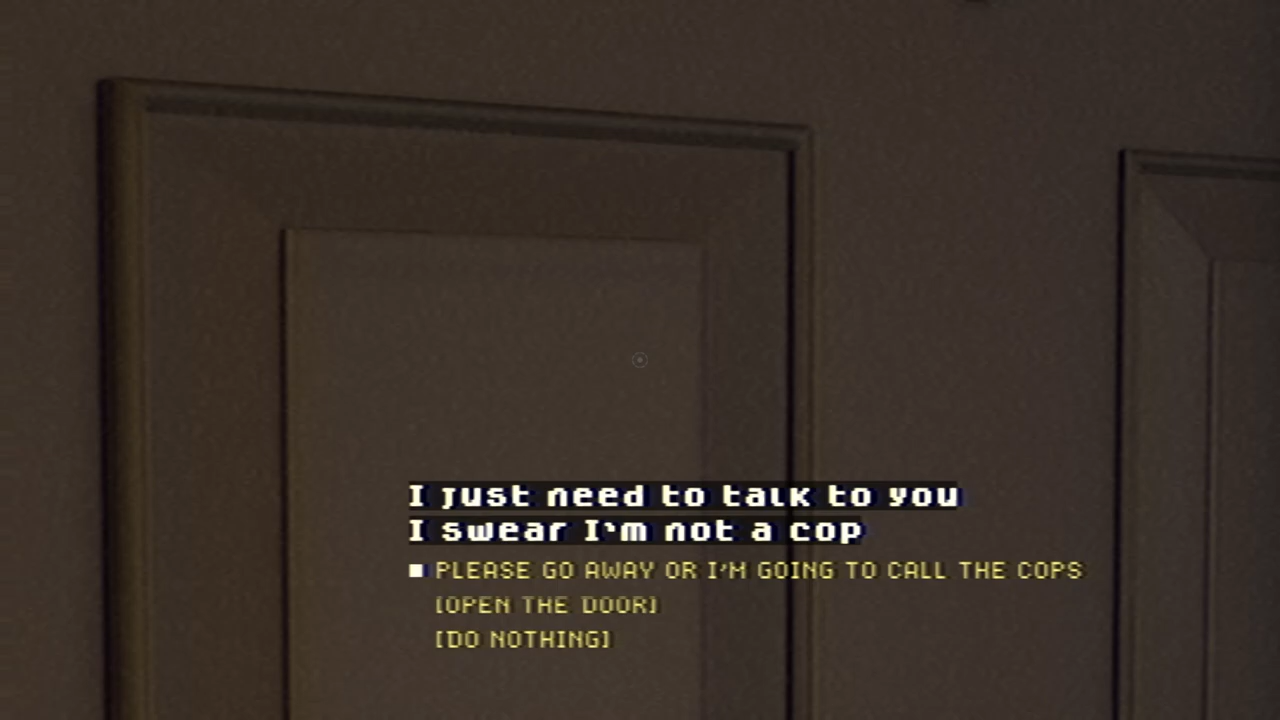 I just need to talk to you
I swear I'm not a cop
PLEASE GO AWAY OR I'M GOING TO CALL THE COPS
[OPEN THE DOOR]
[DO NOTHING]